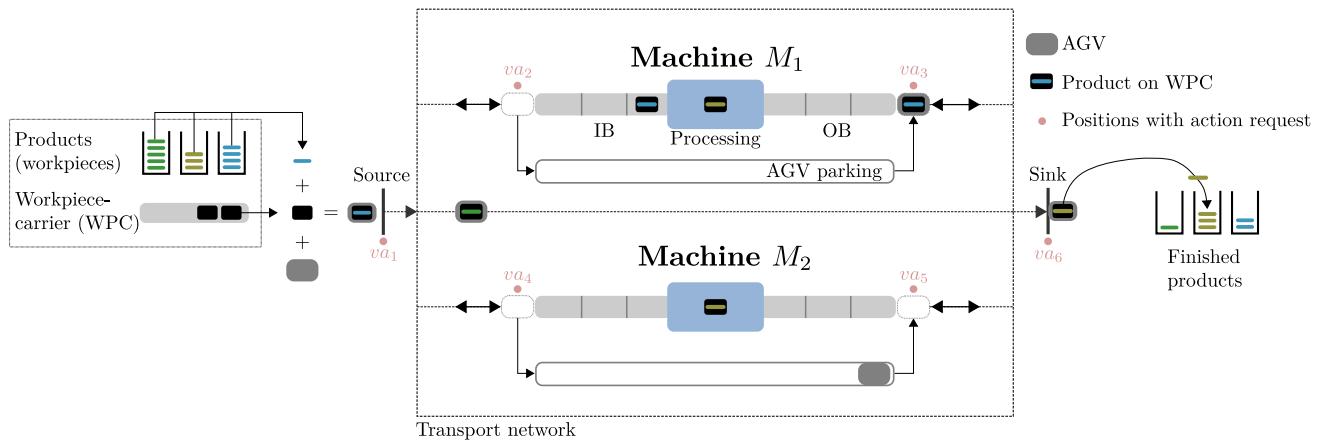 Products
(workpieces)
Workpiece-
carrier (WPC)
+
+
=
Source
va₁
Machine M₁
va₂
va₃
IB
Processing
OB
AGV parking
Machine M₂
va₄
va₅
Transport network
Sink
va₆
Finished
products
AGV
Product on WPC
Positions with action request